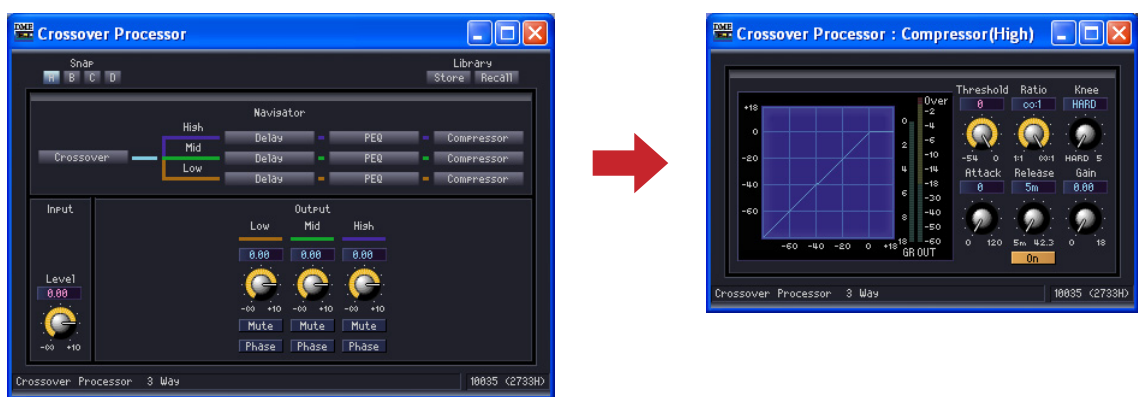 DME Crossover Processor
Snap
A B C D
Library
Store Recall
Navigator
High
Delay PEQ Compressor
Mid
Crossover Delay PEQ Compressor
Low
Delay PEQ Compressor
Input
Output
Low Mid High
0.00 0.00 0.00
Level
0.00
-∞ +10 -∞ +10 -∞ +10
Mute Mute Mute
-∞ +10
Phase Phase Phase
Crossover Processor 3 Way 10035 (2733H)
DME Crossover Processor : Compressor(High)
Threshold Ratio Knee
0 ∞:1 HARD
-54 0 1:1 ∞:1 HARD 5
Attack Release Gain
0 5m 0.00
0 120 5m 42.3 0 18
On
+18
0
-20
-40
-60
-60 -40 -20 0 +18
0
2
4
6
8
18
Over
-2
-4
-6
-10
-14
-18
-30
-40
-50
-60
GR OUT
Crossover Processor 3 Way 10035 (2733H)